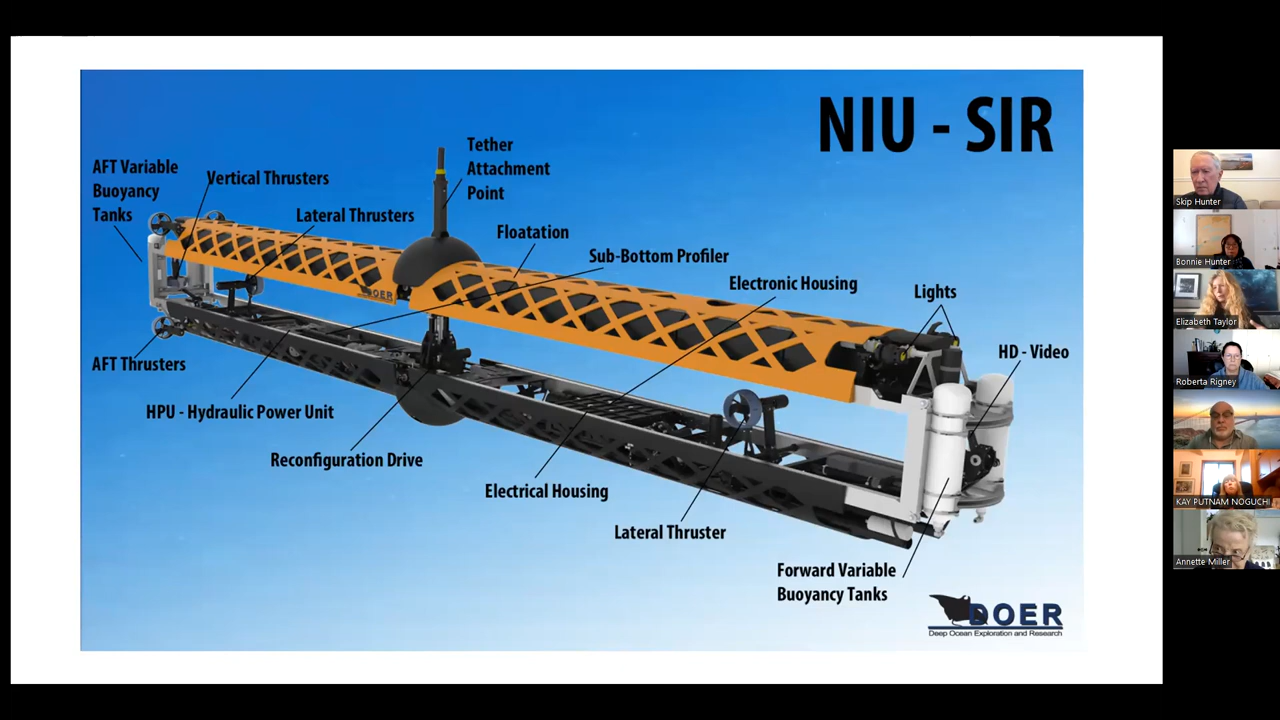 NIU - SIR
Tether
Attachment
Point
AFT Variable
Buoyancy
Tanks
Vertical Thrusters
Lateral Thrusters
Floatation
Sub-Bottom Profiler
Electronic Housing
Lights
HD - Video
DOER
AFT Thrusters
HPU - Hydraulic Power Unit
Reconfiguration Drive
Electrical Housing
Lateral Thruster
Forward Variable
Buoyancy Tanks
DOER
Deep Ocean Exploration and Research
Skip Hunter
Bonnie Hunter
Elizabeth Taylor
Roberta Rigney
KAY PUTNAM NOGUCHI
Annette Miller